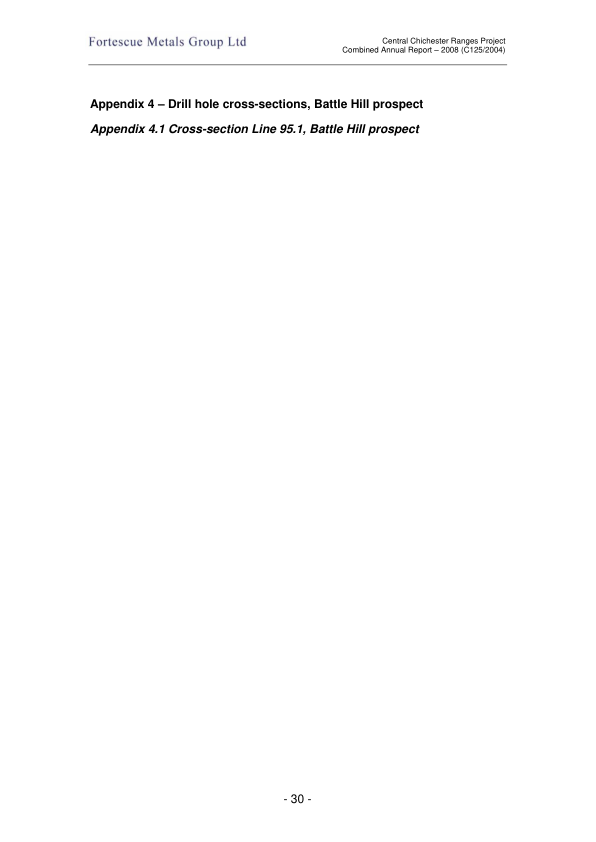 Fortescue Metals Group Ltd
Central Chichester Ranges Project
Combined Annual Report – 2008 (C125/2004)
Appendix 4 – Drill hole cross-sections, Battle Hill prospect
Appendix 4.1 Cross-section Line 95.1, Battle Hill prospect
- 30 -